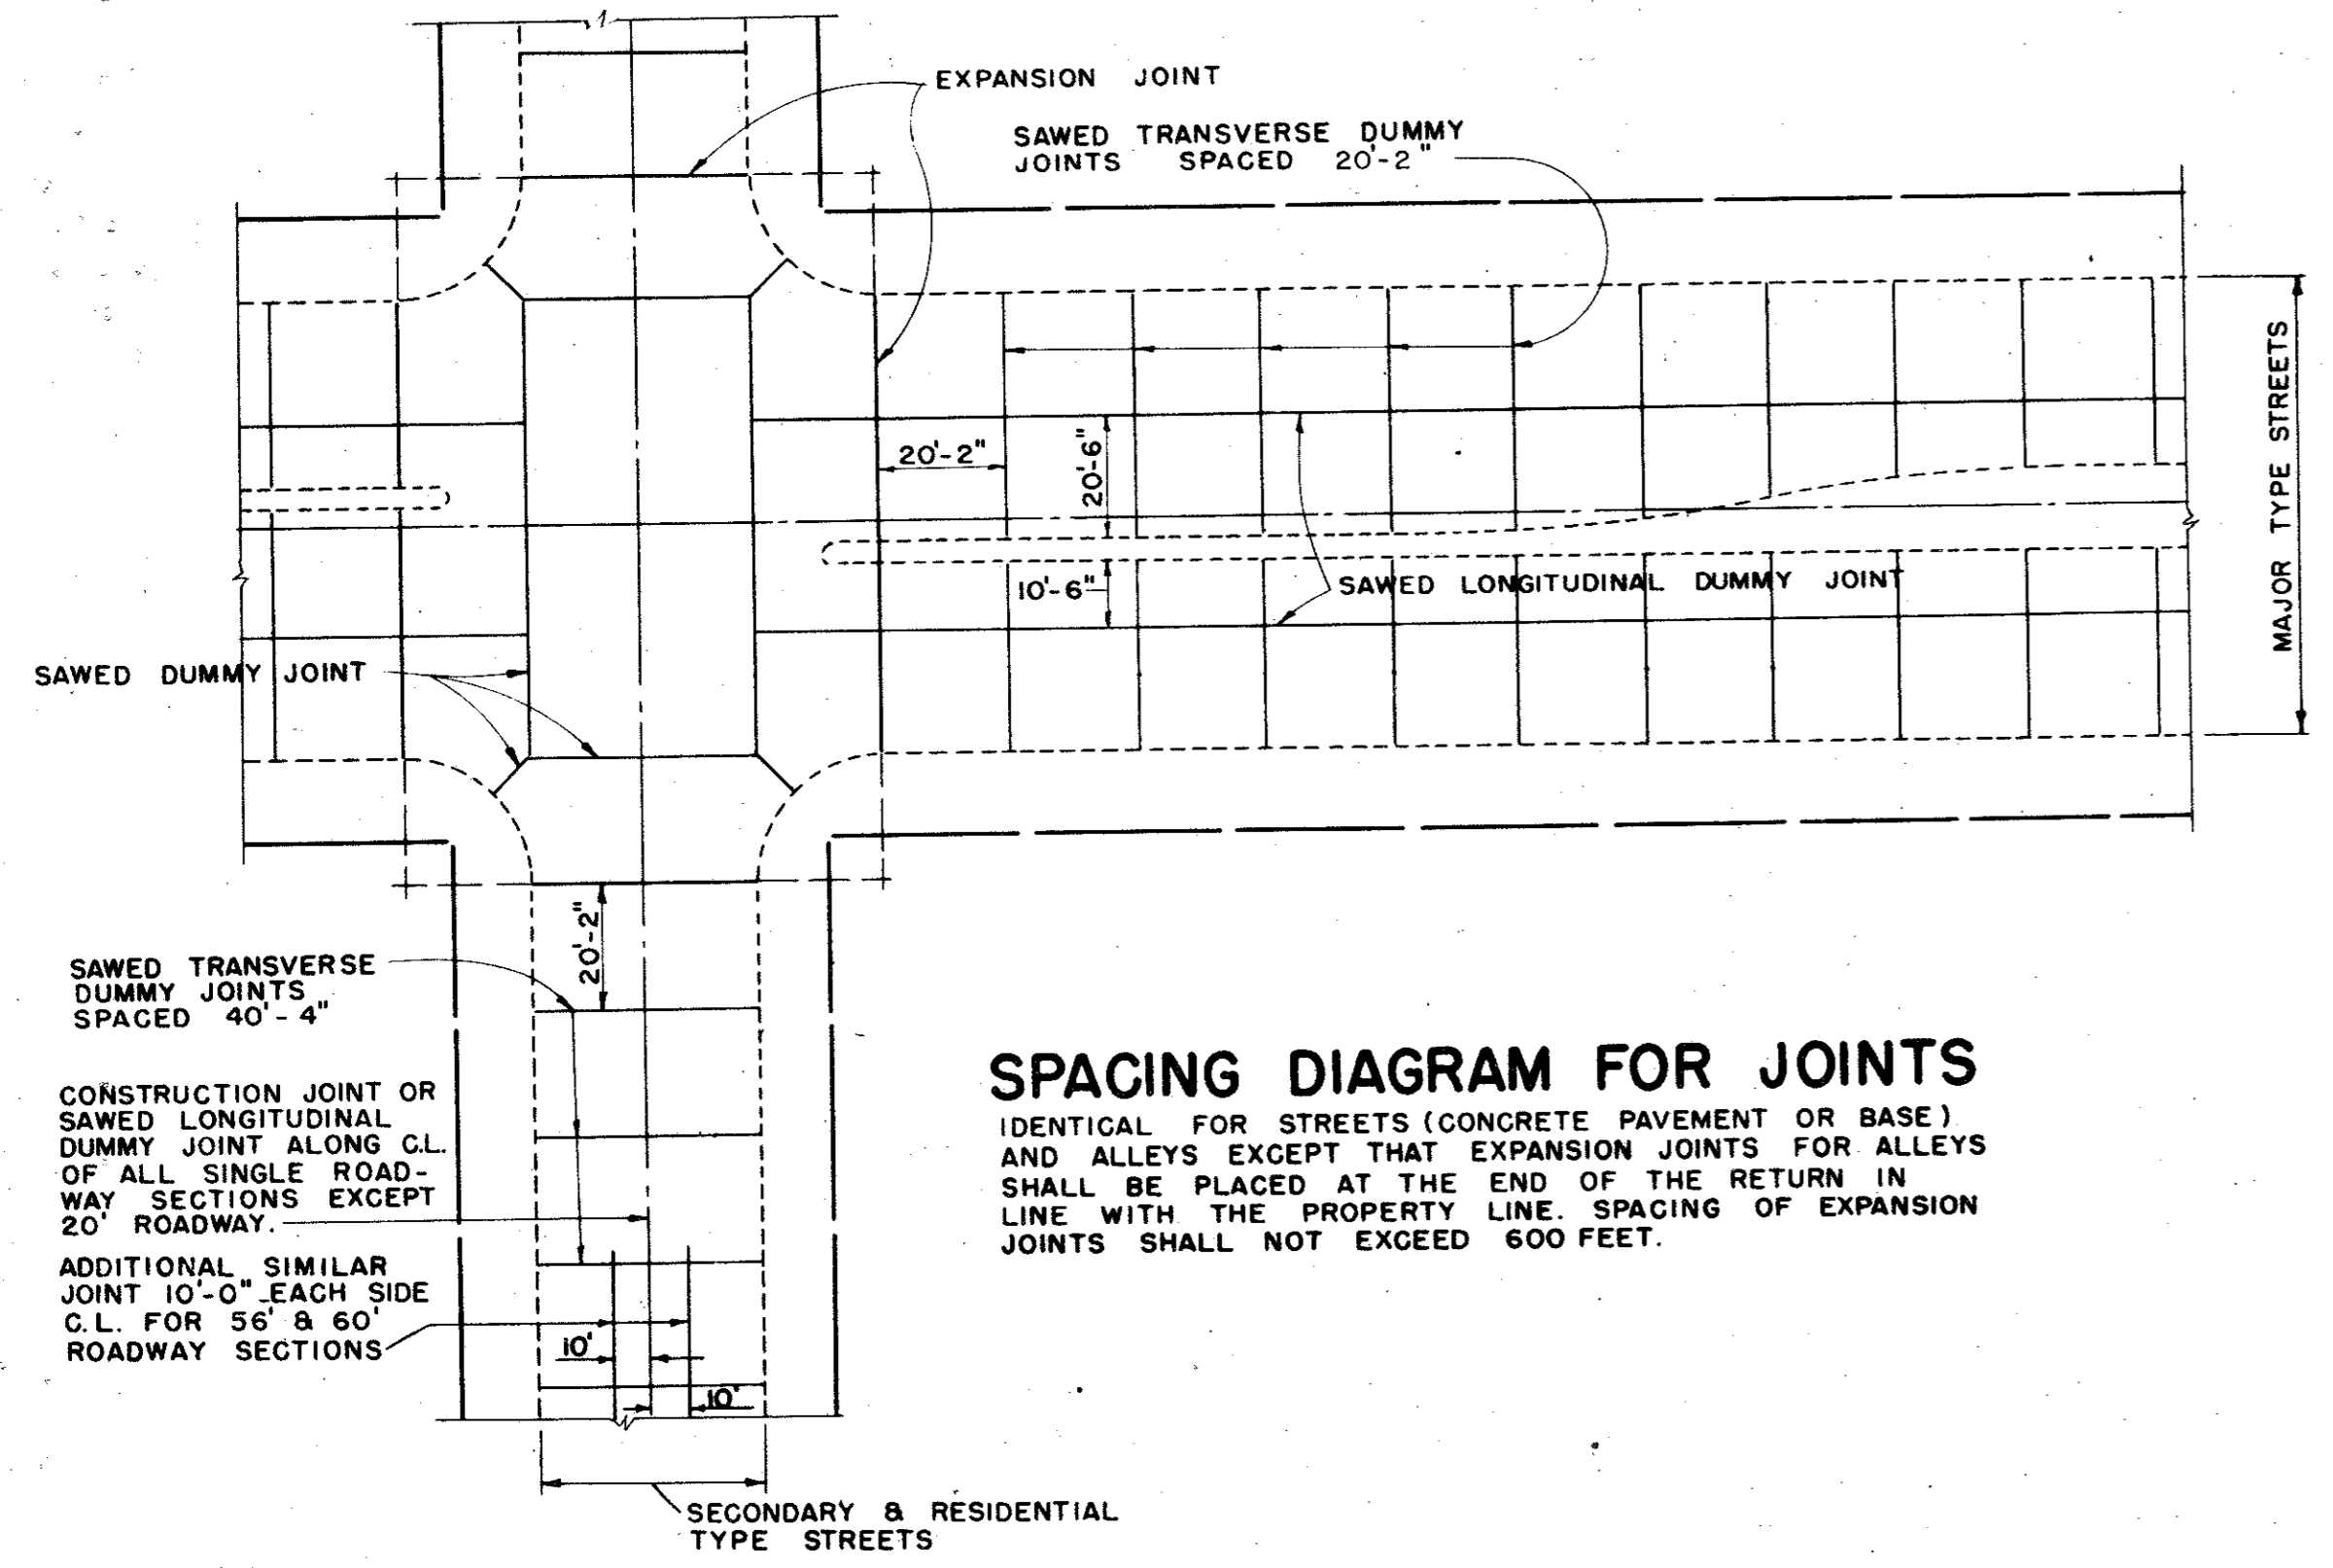 EXPANSION JOINT
SAWED TRANSVERSE DUMMY
JOINTS SPACED 20'-2"
20'-2"
20'-6"
10'-6"
SAWED LONGITUDINAL DUMMY JOINT
MAJOR TYPE STREETS
SAWED DUMMY JOINT
20'-2"
SAWED TRANSVERSE
DUMMY JOINTS
SPACED 40'-4"
CONSTRUCTION JOINT OR
SAWED LONGITUDINAL
DUMMY JOINT ALONG C.L.
OF ALL SINGLE ROAD-
WAY SECTIONS EXCEPT
20' ROADWAY.
ADDITIONAL SIMILAR
JOINT 10'-0" EACH SIDE
C.L. FOR 56' & 60'
ROADWAY SECTIONS
10'
10'
SPACING DIAGRAM FOR JOINTS
IDENTICAL FOR STREETS (CONCRETE PAVEMENT OR BASE)
AND ALLEYS EXCEPT THAT EXPANSION JOINTS FOR ALLEYS
SHALL BE PLACED AT THE END OF THE RETURN IN
LINE WITH THE PROPERTY LINE. SPACING OF EXPANSION
JOINTS SHALL NOT EXCEED 600 FEET.
SECONDARY & RESIDENTIAL
TYPE STREETS